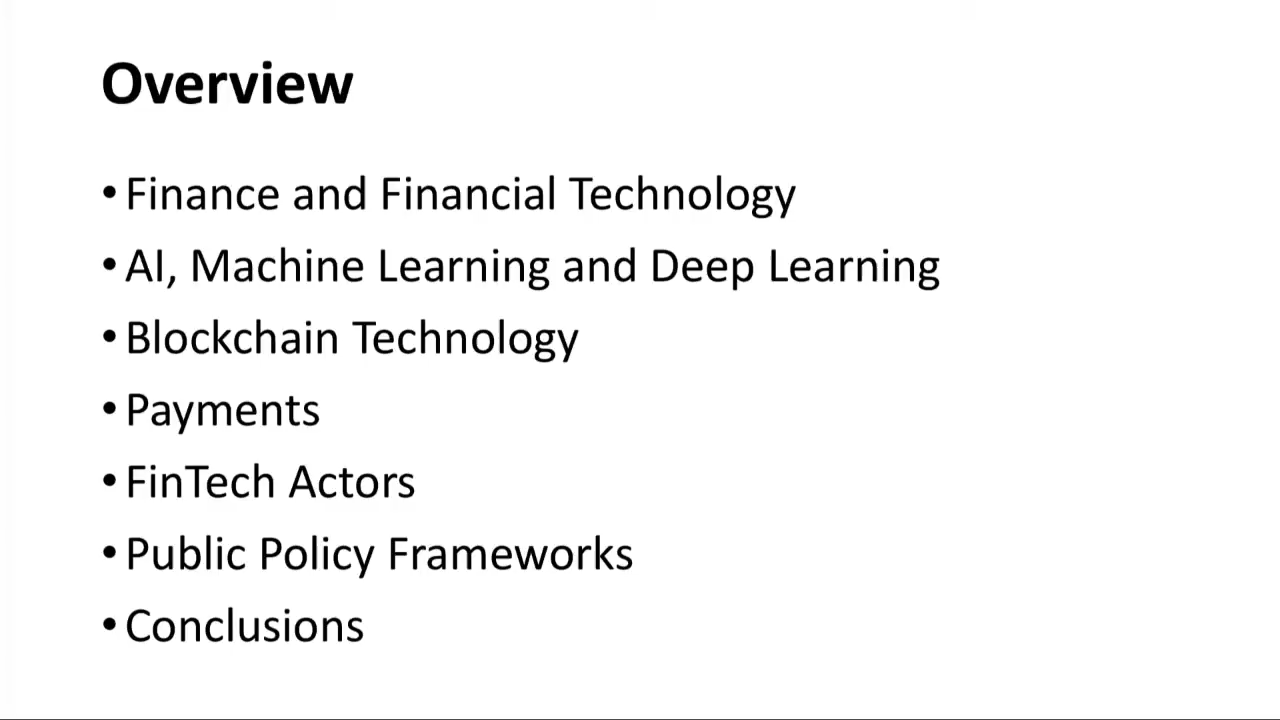 Overview
•Finance and Financial Technology
•AI, Machine Learning and Deep Learning
•Blockchain Technology
•Payments
•FinTech Actors
•Public Policy Frameworks
•Conclusions